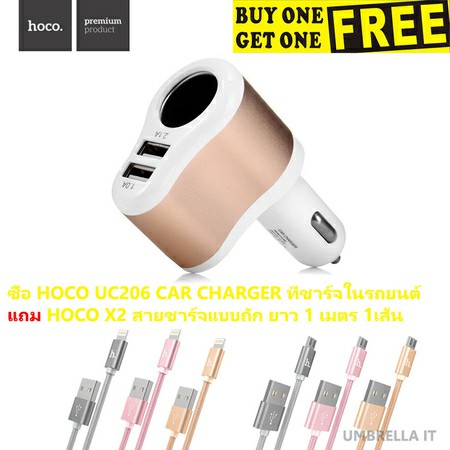 hoco.
premium
product
BUY ONE
GET ONE
FREE
2.1A
1.0A
ซื้อ HOCO UC206 CAR CHARGER ที่ชาร์จในรถยนต์
แถม HOCO X2 สายชาร์จแบบถัก ยาว 1 เมตร 1เส้น
UMBRELLA IT